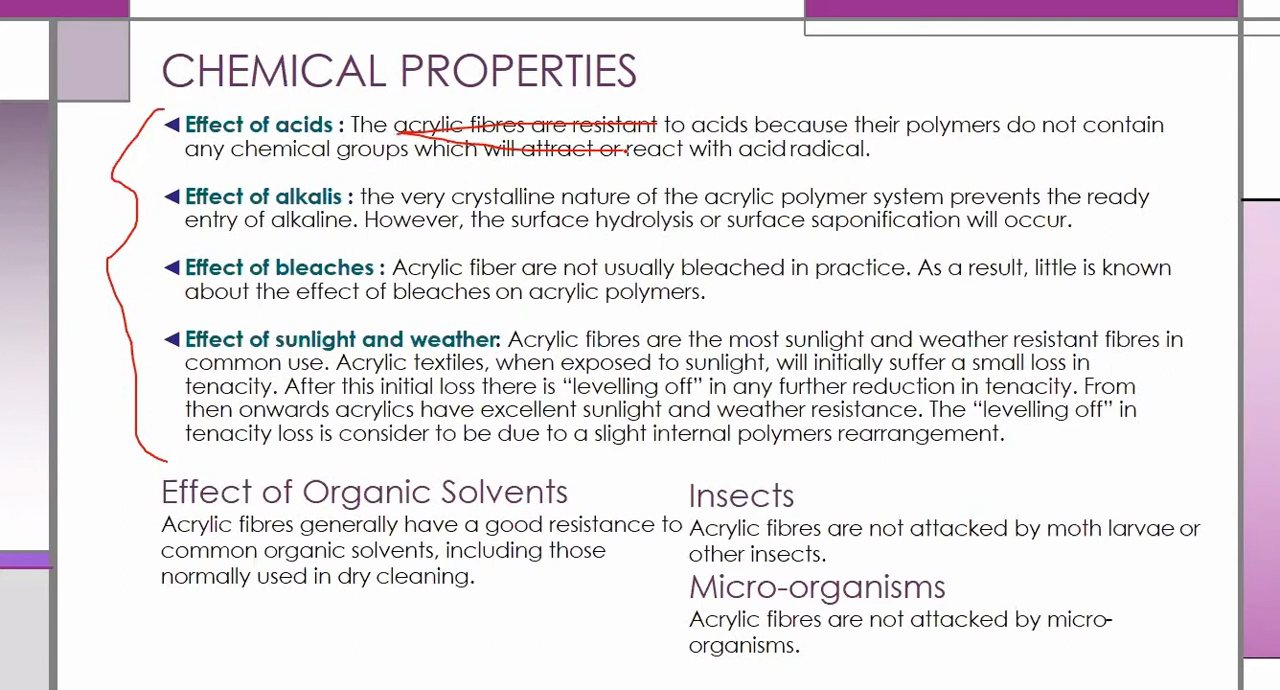 CHEMICAL PROPERTIES
Effect of acids : The acrylic fibres are resistant to acids because their polymers do not contain
any chemical groups which will attract or react with acid radical.
Effect of alkalis : the very crystalline nature of the acrylic polymer system prevents the ready
entry of alkaline. However, the surface hydrolysis or surface saponification will occur.
Effect of bleaches : Acrylic fiber are not usually bleached in practice. As a result, little is known
about the effect of bleaches on acrylic polymers.
Effect of sunlight and weather: Acrylic fibres are the most sunlight and weather resistant fibres in
common use. Acrylic textiles, when exposed to sunlight, will initially suffer a small loss in
tenacity. After this initial loss there is “levelling off” in any further reduction in tenacity. From
then onwards acrylics have excellent sunlight and weather resistance. The “levelling off” in
tenacity loss is consider to be due to a slight internal polymers rearrangement.
Effect of Organic Solvents
Acrylic fibres generally have a good resistance to
common organic solvents, including those
normally used in dry cleaning.
Insects
Acrylic fibres are not attacked by moth larvae or
other insects.
Micro-organisms
Acrylic fibres are not attacked by micro-
organisms.